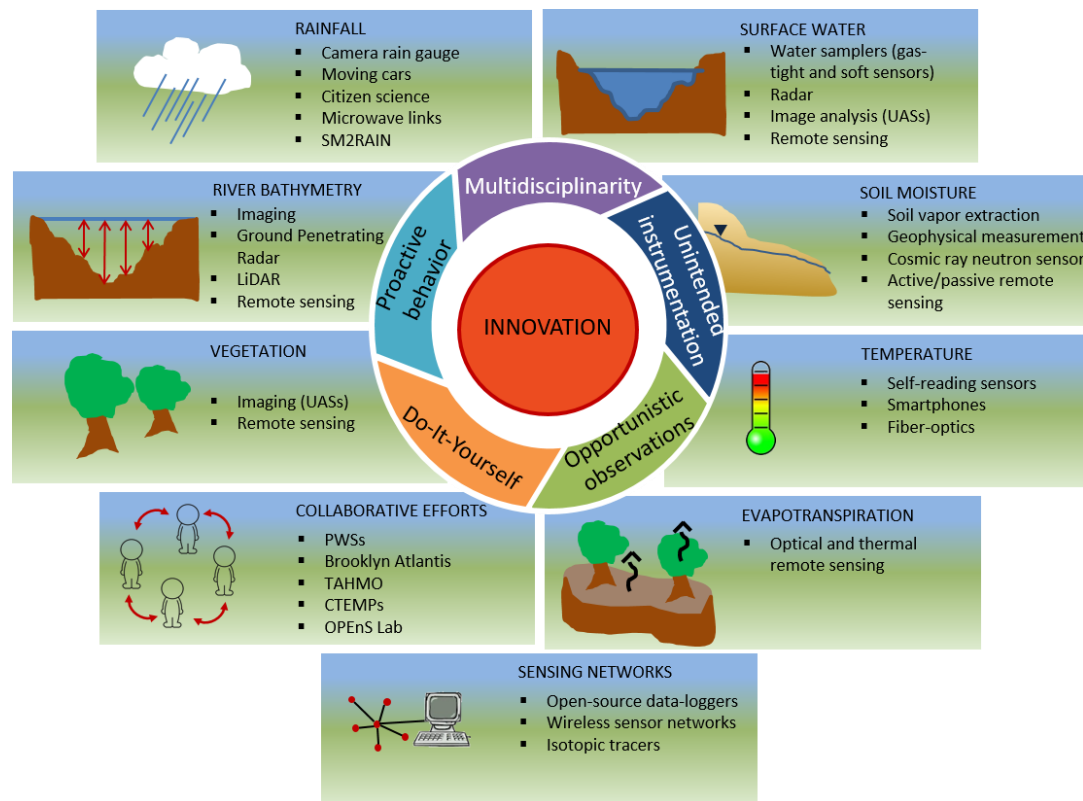 RAINFALL
Camera rain gauge
Moving cars
Citizen science
Microwave links
SM2RAIN
SURFACE WATER
Water samplers (gas-
tight and soft sensors)
Radar
Image analysis (UASs)
Remote sensing
RIVER BATHYMETRY
Imaging
Ground Penetrating
Radar
LiDAR
Remote sensing
Multidisciplinarity
Unintended
instrumentation
Opportunistic
observations
Do-It-Yourself
Proactive
behavior
INNOVATION
SOIL MOISTURE
Soil vapor extraction
Geophysical measurement
Cosmic ray neutron sensor
Active/passive remote
sensing
VEGETATION
Imaging (UASs)
Remote sensing
TEMPERATURE
Self-reading sensors
Smartphones
Fiber-optics
COLLABORATIVE EFFORTS
PWSs
Brooklyn Atlantis
TAHMO
CTEMPs
OPEnS Lab
EVAPOTRANSPIRATION
Optical and thermal
remote sensing
SENSING NETWORKS
Open-source data-loggers
Wireless sensor networks
Isotopic tracers